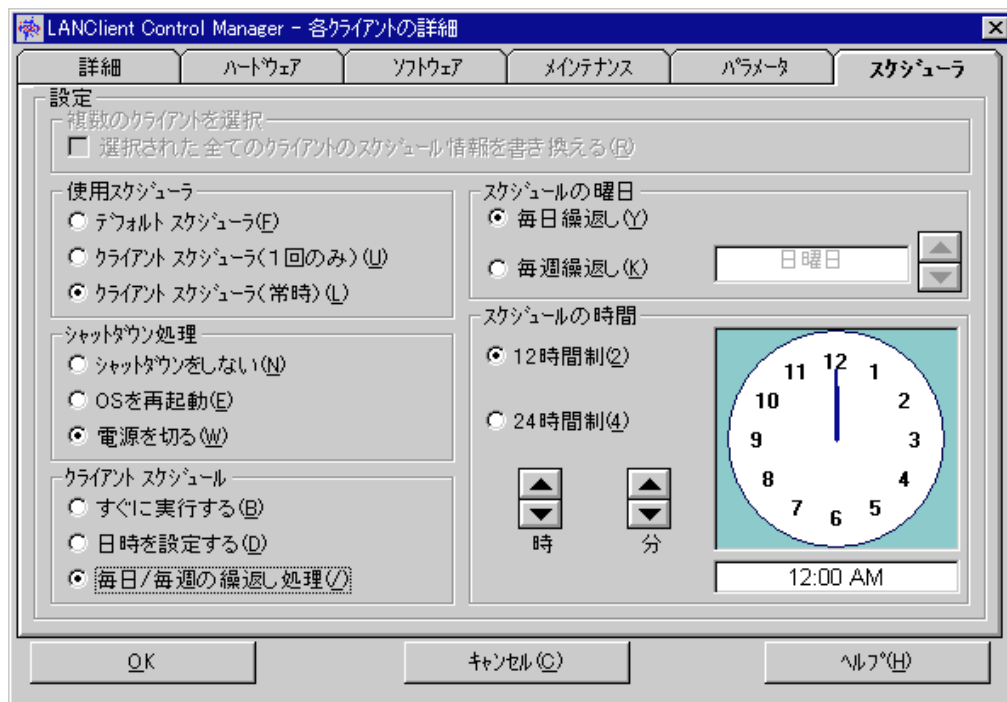 LANClient Control Manager - 各ｸﾗｲｱﾝﾄの詳細
詳細
ﾊｰﾄﾞｳｪｱ
ｿﾌﾄｳｪｱ
ﾒｲﾝﾃﾅﾝｽ
ﾊﾟﾗﾒｰﾀ
ｽｹｼﾞｭｰﾗ
設定
複数のｸﾗｲｱﾝﾄを選択
選択された全てのｸﾗｲｱﾝﾄのｽｹｼﾞｭｰﾙ情報を書き換える(R)
使用ｽｹｼﾞｭｰﾗ
ﾃﾞﾌｫﾙﾄ ｽｹｼﾞｭｰﾗ(F)
ｸﾗｲｱﾝﾄ ｽｹｼﾞｭｰﾗ(1回のみ)(U)
ｸﾗｲｱﾝﾄ ｽｹｼﾞｭｰﾗ(常時)(L)
ｼｬｯﾄﾀﾞｳﾝ処理
ｼｬｯﾄﾀﾞｳﾝをしない(N)
OSを再起動(E)
電源を切る(W)
ｸﾗｲｱﾝﾄ ｽｹｼﾞｭｰﾙ
すぐに実行する(B)
日時を設定する(D)
毎日/毎週の繰返し処理(/)
ｽｹｼﾞｭｰﾙの曜日
毎日繰返し(Y)
毎週繰返し(K)
日曜日
ｽｹｼﾞｭｰﾙの時間
12時間制(2)
24時間制(4)
時
分
12
1
2
3
4
5
6
7
8
9
10
11
12:00 AM
OK
ｷｬﾝｾﾙ(C)
ﾍﾙﾌﾟ(H)